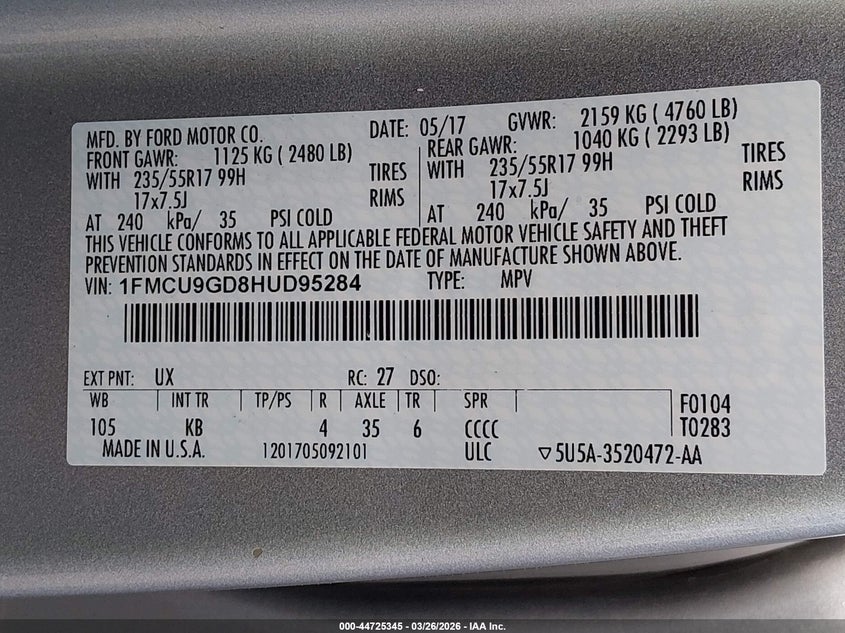 MFD. BY FORD MOTOR CO. DATE: 05/17 GVWR: 2159 KG ( 4760 LB)
FRONT GAWR: 1125 KG ( 2480 LB) REAR GAWR: 1040 KG ( 2293 LB)
WITH 235/55R17 99H TIRES WITH 235/55R17 99H TIRES
17x7.5J RIMS 17x7.5J RIMS
AT 240 kPa/ 35 PSI COLD AT 240 kPa/ 35 PSI COLD
THIS VEHICLE CONFORMS TO ALL APPLICABLE FEDERAL MOTOR VEHICLE SAFETY AND THEFT
PREVENTION STANDARDS IN EFFECT ON THE DATE OF MANUFACTURE SHOWN ABOVE.
VIN: 1FMCU9GD8HUD95284 TYPE: MPV
EXT PNT: UX RC: 27 DSO:
WB INT TR TP/PS R AXLE TR SPR F0104
105 KB 4 35 6 CCCC T0283
MADE IN U.S.A. 1201705092101 ULC ▽5U5A-3520472-AA
000-44725345 | 03/26/2026 - IAA Inc.